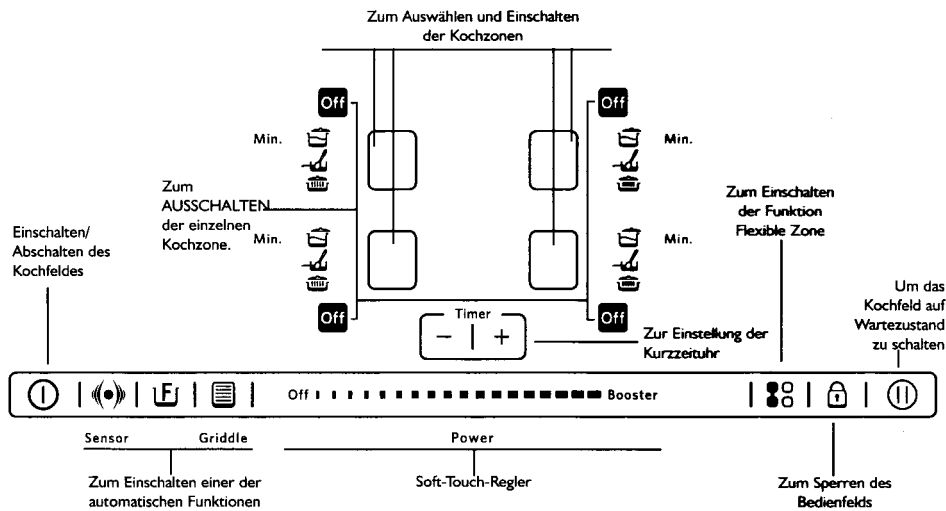 Zum Auswählen und Einschalten
der Kochzonen
Off
Off
Min.
Min.
Zum
AUSSCHALTEN
der einzelnen
Kochzone.
Zum Einschalten
der Funktion
Flexible Zone
Einschalten/
Abschalten des
Kochfeldes
Min.
Min.
Um das
Kochfeld auf
Wartezustand
zu schalten
Off
Timer
- +
Off
Zur Einstellung der
Kurzzeituhr
F
Off
Booster
Sensor
Griddle
Power
Zum Einschalten einer der
automatischen Funktionen
Soft-Touch-Regler
Zum Sperren des
Bedienfelds